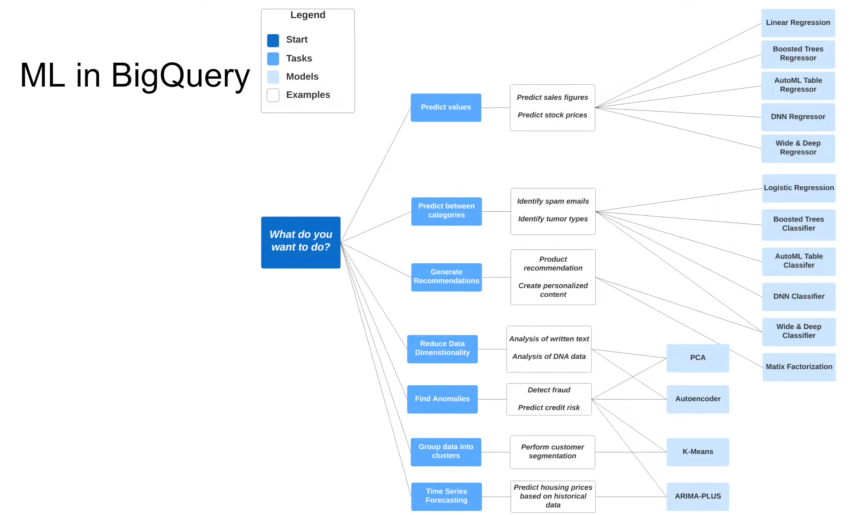 ML in BigQuery
Legend
Start
Tasks
Models
Examples
What do you
want to do?
Predict values
Predict sales figures
Predict stock prices
Linear Regression
Boosted Trees
Regressor
AutoML Table
Regressor
DNN Regressor
Wide & Deep
Regressor
Predict between
categories
Identify spam emails
Identify tumor types
Logistic Regression
Boosted Trees
Classifier
AutoML Table
Classifer
DNN Classifier
Wide & Deep
Classifier
Generate
Recommendations
Product
recommendation
Create personalized
content
Matix Factorization
Reduce Data
Dimenstionality
Analysis of written text
Analysis of DNA data
PCA
Find Anomalies
Detect fraud
Predict credit risk
Autoencoder
Group data into
clusters
Perform customer
segmentation
K-Means
Time Series
Forecasting
Predict housing prices
based on historical
data
ARIMA-PLUS